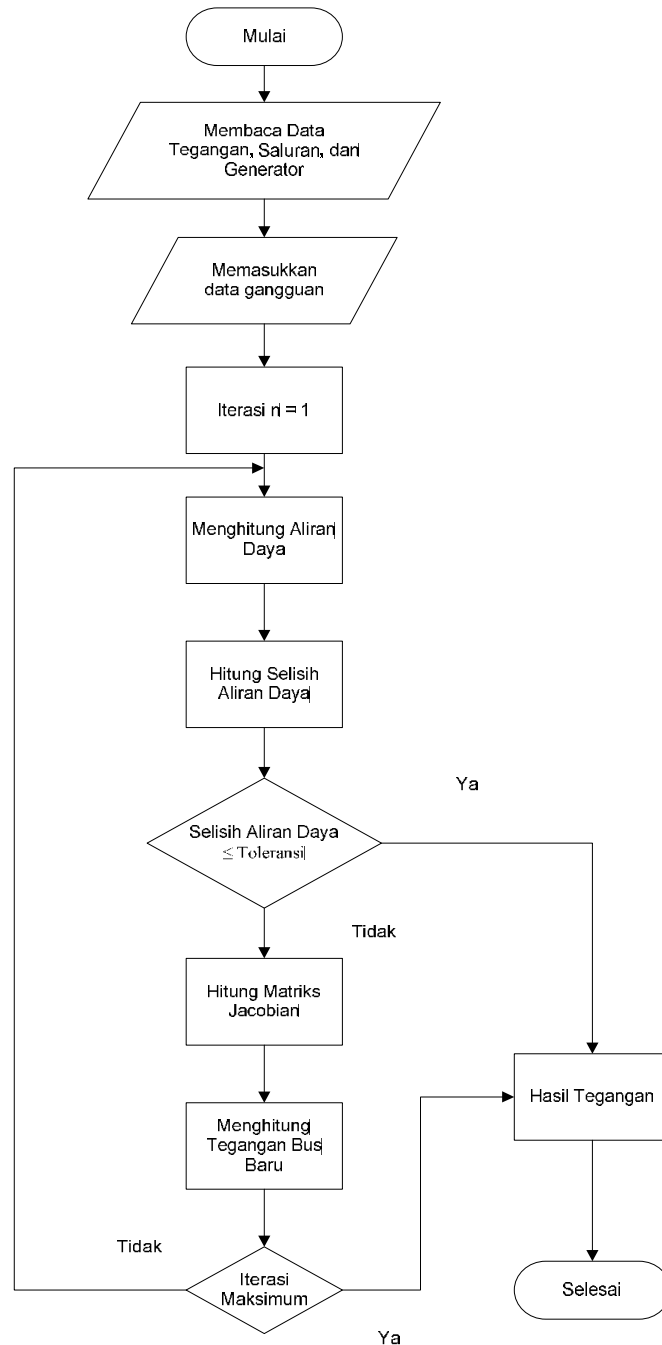 Mulai
Membaca Data
Tegangan, Saluran, dan
Generator
Memasukkan
data gangguan
Iterasi n = 1
Menghitung Aliran
Daya
Hitung Selisih
Aliran Daya
Ya
Selisih Aliran Daya
≤ Toleransi
Tidak
Hitung Matriks
Jacobian
Hasil Tegangan
Menghitung
Tegangan Bus
Baru
Tidak
Iterasi
Maksimum
Selesai
Ya